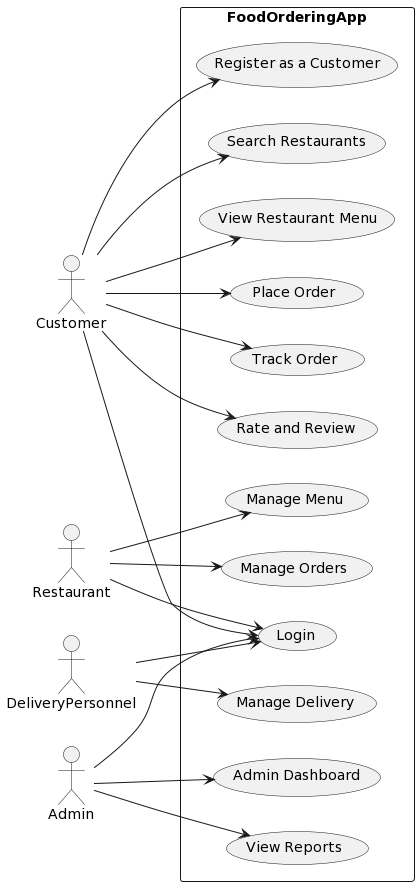 FoodOrderingApp
Register as a Customer
Search Restaurants
View Restaurant Menu
Place Order
Customer
Track Order
Rate and Review
Manage Menu
Manage Orders
Restaurant
Login
DeliveryPersonnel
Manage Delivery
Admin Dashboard
Admin
View Reports